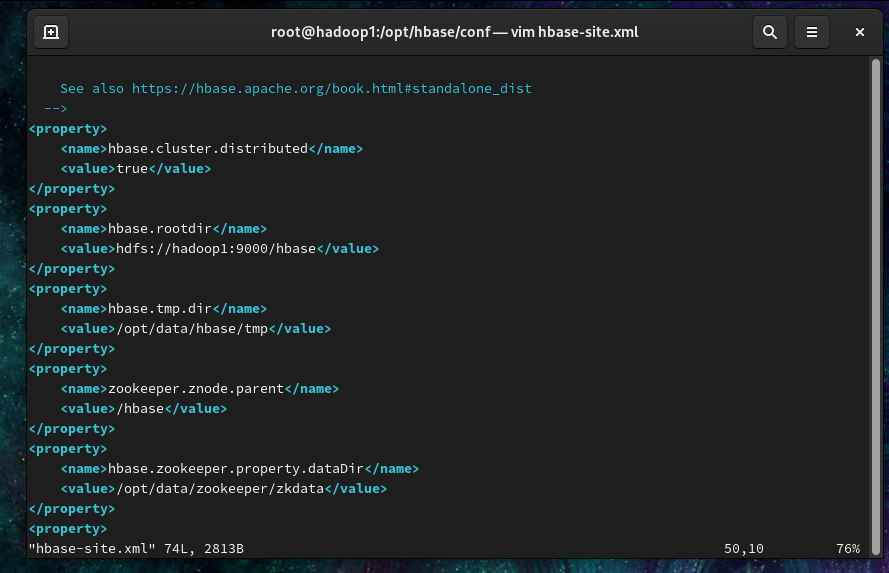 root@hadoop1:/opt/hbase/conf — vim hbase-site.xml
    See also https://hbase.apache.org/book.html#standalone_dist
  -->
<property>
    <name>hbase.cluster.distributed</name>
    <value>true</value>
</property>
<property>
    <name>hbase.rootdir</name>
    <value>hdfs://hadoop1:9000/hbase</value>
</property>
<property>
    <name>hbase.tmp.dir</name>
    <value>/opt/data/hbase/tmp</value>
</property>
<property>
    <name>zookeeper.znode.parent</name>
    <value>/hbase</value>
</property>
<property>
    <name>hbase.zookeeper.property.dataDir</name>
    <value>/opt/data/zookeeper/zkdata</value>
</property>
<property>
"hbase-site.xml" 74L, 2813B 50,10 76%